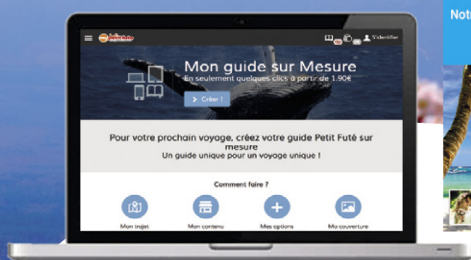 Notr
S'identifier
Mon guide sur Mesure
En seulement quelques clics à partir de 1.90€
> Créer !
Pour votre prochain voyage, créez votre guide Petit Futé sur
mesure
Un guide unique pour un voyage unique !
Comment faire ?
Mon trajet
Mon contenu
Mes options
Ma couverture